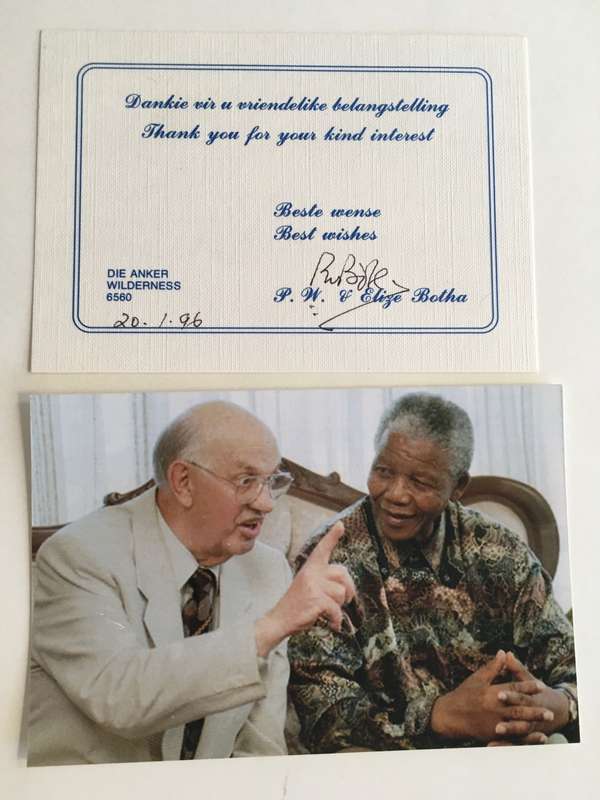 Dankie vir u vriendelike belangstelling
Thank you for your kind interest
Beste wense
Best wishes
DIE ANKER
WILDERNESS
6560
P. W. & Elize Botha
20.1.96